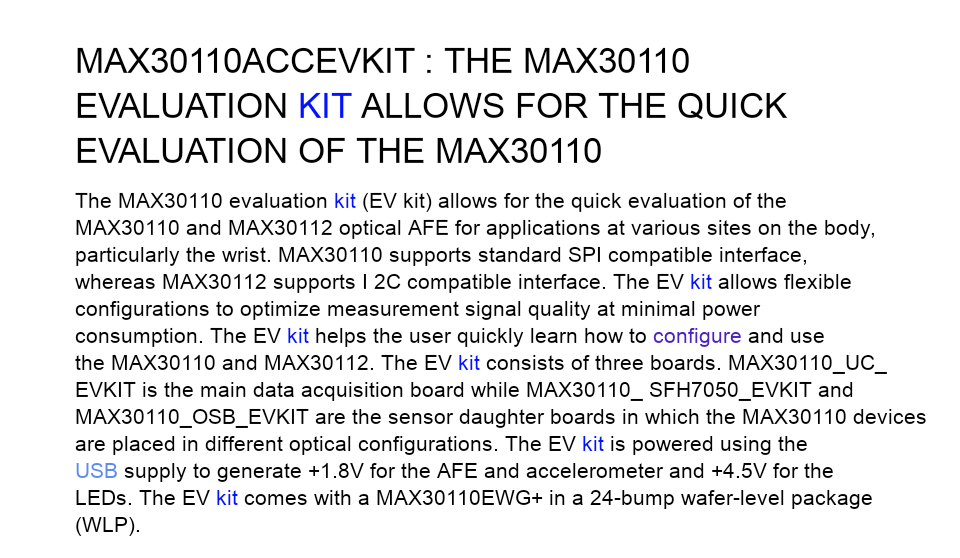 MAX30110ACCEVKIT : THE MAX30110
EVALUATION KIT ALLOWS FOR THE QUICK
EVALUATION OF THE MAX30110
The MAX30110 evaluation kit (EV kit) allows for the quick evaluation of the
MAX30110 and MAX30112 optical AFE for applications at various sites on the body,
particularly the wrist. MAX30110 supports standard SPI compatible interface,
whereas MAX30112 supports I 2C compatible interface. The EV kit allows flexible
configurations to optimize measurement signal quality at minimal power
consumption. The EV kit helps the user quickly learn how to configure and use
the MAX30110 and MAX30112. The EV kit consists of three boards. MAX30110_UC_
EVKIT is the main data acquisition board while MAX30110_ SFH7050_EVKIT and
MAX30110_OSB_EVKIT are the sensor daughter boards in which the MAX30110 devices
are placed in different optical configurations. The EV kit is powered using the
USB supply to generate +1.8V for the AFE and accelerometer and +4.5V for the
LEDs. The EV kit comes with a MAX30110EWG+ in a 24-bump wafer-level package
(WLP).